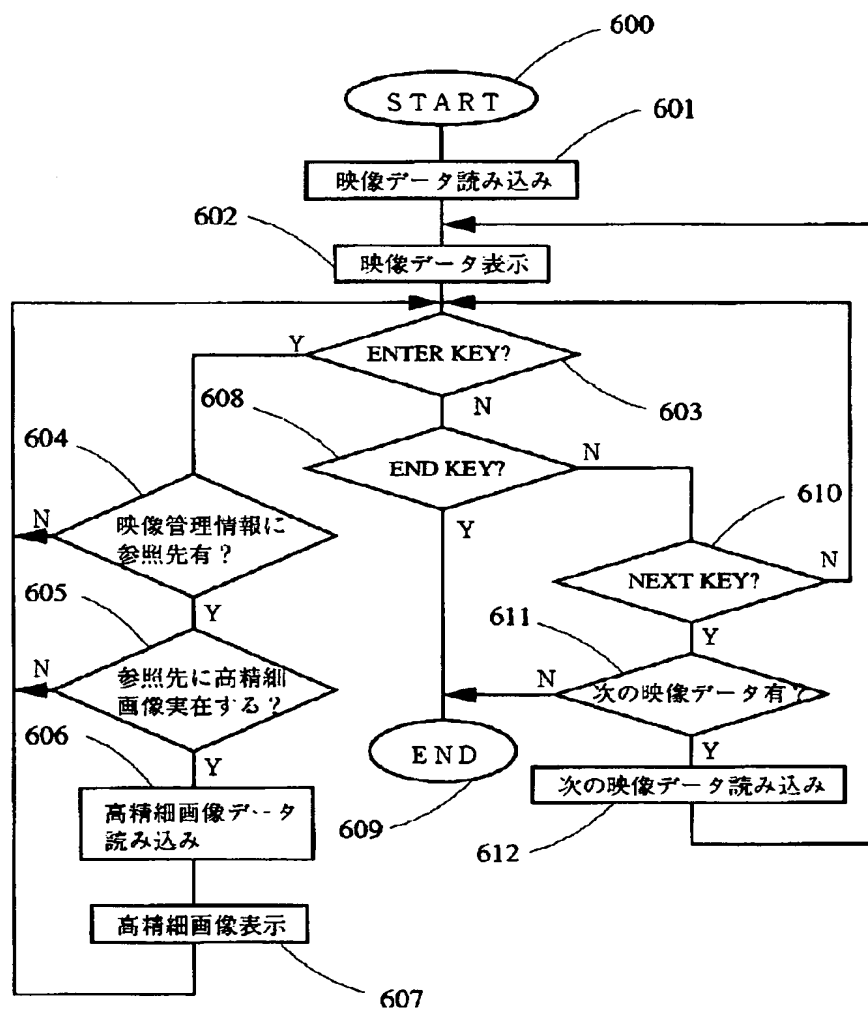 600
START
601
映像データ読み込み
602
映像データ表示
Y
ENTER KEY?
603
N
608
END KEY?
N
Y
604
映像管理情報に
参照先有?
N
Y
610
NEXT KEY?
N
Y
605
参照先に高精細
画像実在する?
N
Y
611
次の映像データ有?
N
Y
606
高精細画像データ
読み込み
END
609
次の映像データ読み込み
612
高精細画像表示
607